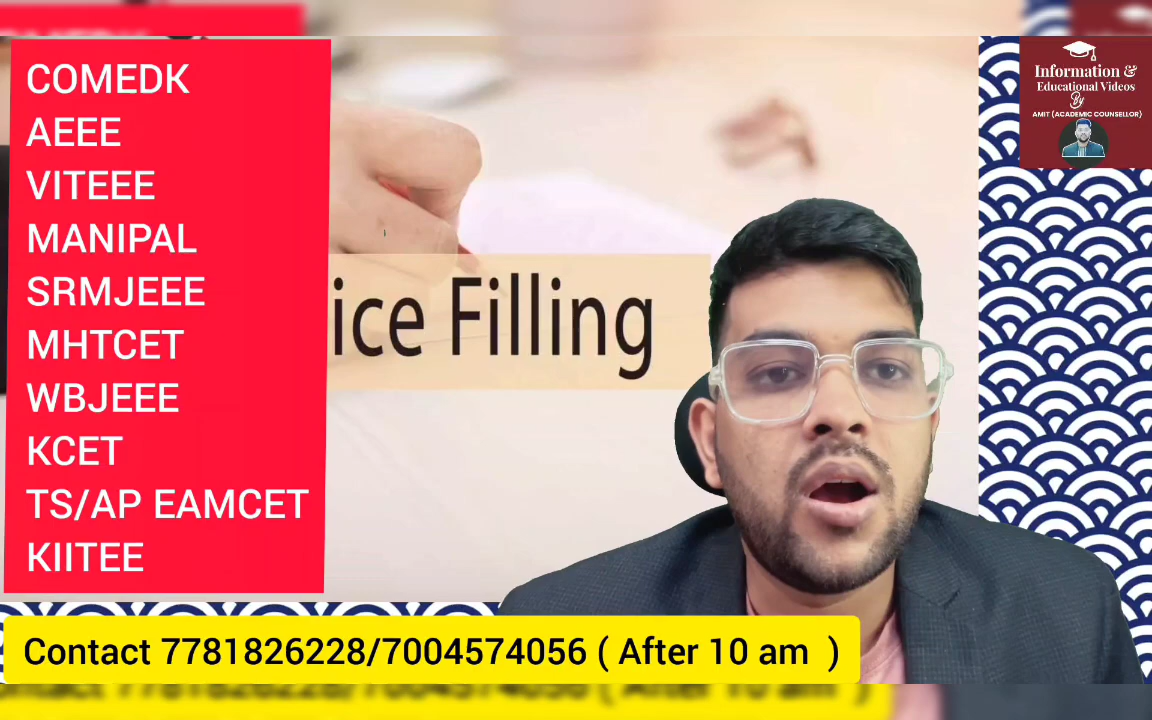 COMEDK
AEEE
VITEEE
MANIPAL
SRMJEEE
MHTCET
WBJEEE
KCET
TS/AP EAMCET
KIITEE
ice Filling
Information &
Educational Videos
By
AMIT (ACADEMIC COUNSELLOR)
Contact 7781826228/7004574056 ( After 10 am )